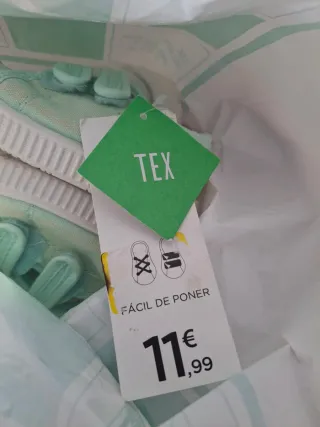 TEX
FÁCIL DE PONER
11€,99